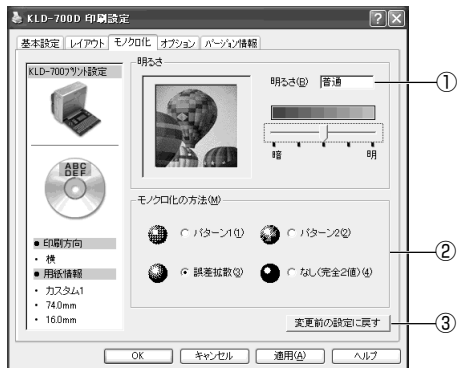 KLD-700D 印刷設定
基本設定 レイアウト モノクロ化 オプション バージョン情報
KLD-700プリント設定
ABC
DEF
● 印刷方向
・ 横
● 用紙情報
・ カスタム1
・ 74.0mm
・ 16.0mm
明るさ
明るさ(B) 普通
暗 明
モノクロ化の方法(M)
パターン1(1) パターン2(2)
誤差拡散(3) なし(完全2値)(4)
変更前の設定に戻す
OK キャンセル 適用(A) ヘルプ
①
②
③